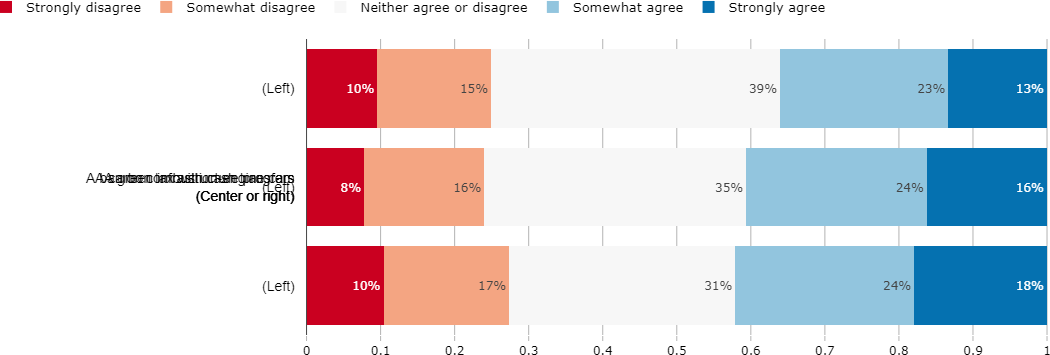 Strongly disagree Somewhat disagree Neither agree or disagree Somewhat agree Strongly agree
(Left) 10% 15% 39% 23% 13%
(Left) 8% 16% 35% 24% 16%
(Center or right)
(Left) 10% 17% 31% 24% 18%
0 0.1 0.2 0.3 0.4 0.5 0.6 0.7 0.8 0.9 1